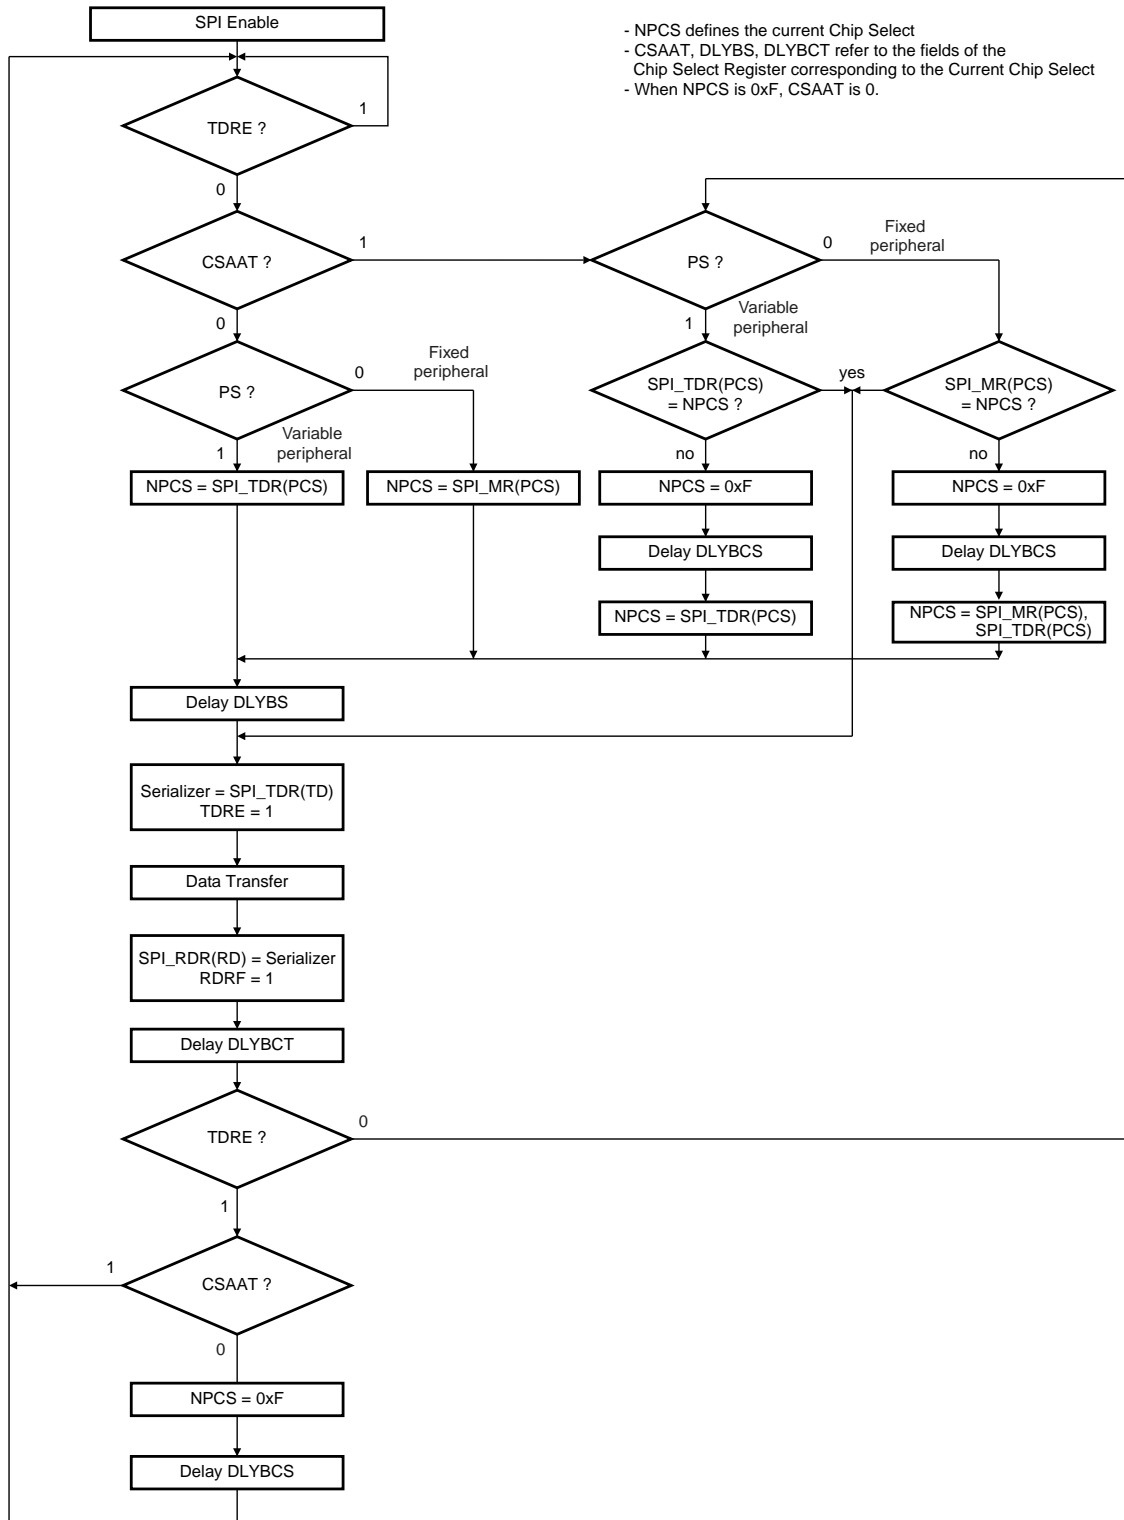 SPI Enable
- NPCS defines the current Chip Select
- CSAAT, DLYBS, DLYBCT refer to the fields of the
Chip Select Register corresponding to the Current Chip Select
- When NPCS is 0xF, CSAAT is 0.
TDRE ?
1
0
CSAAT ?
1
0
PS ?
0
Fixed
peripheral
1
Variable
peripheral
PS ?
0
Fixed
peripheral
1
Variable
peripheral
SPI_TDR(PCS)
= NPCS ?
yes
SPI_MR(PCS)
= NPCS ?
no
no
NPCS = SPI_TDR(PCS)
NPCS = SPI_MR(PCS)
NPCS = 0xF
NPCS = 0xF
Delay DLYBCS
Delay DLYBCS
NPCS = SPI_TDR(PCS)
NPCS = SPI_MR(PCS),
SPI_TDR(PCS)
Delay DLYBS
Serializer = SPI_TDR(TD)
TDRE = 1
Data Transfer
SPI_RDR(RD) = Serializer
RDRF = 1
Delay DLYBCT
TDRE ?
0
1
CSAAT ?
1
0
NPCS = 0xF
Delay DLYBCS